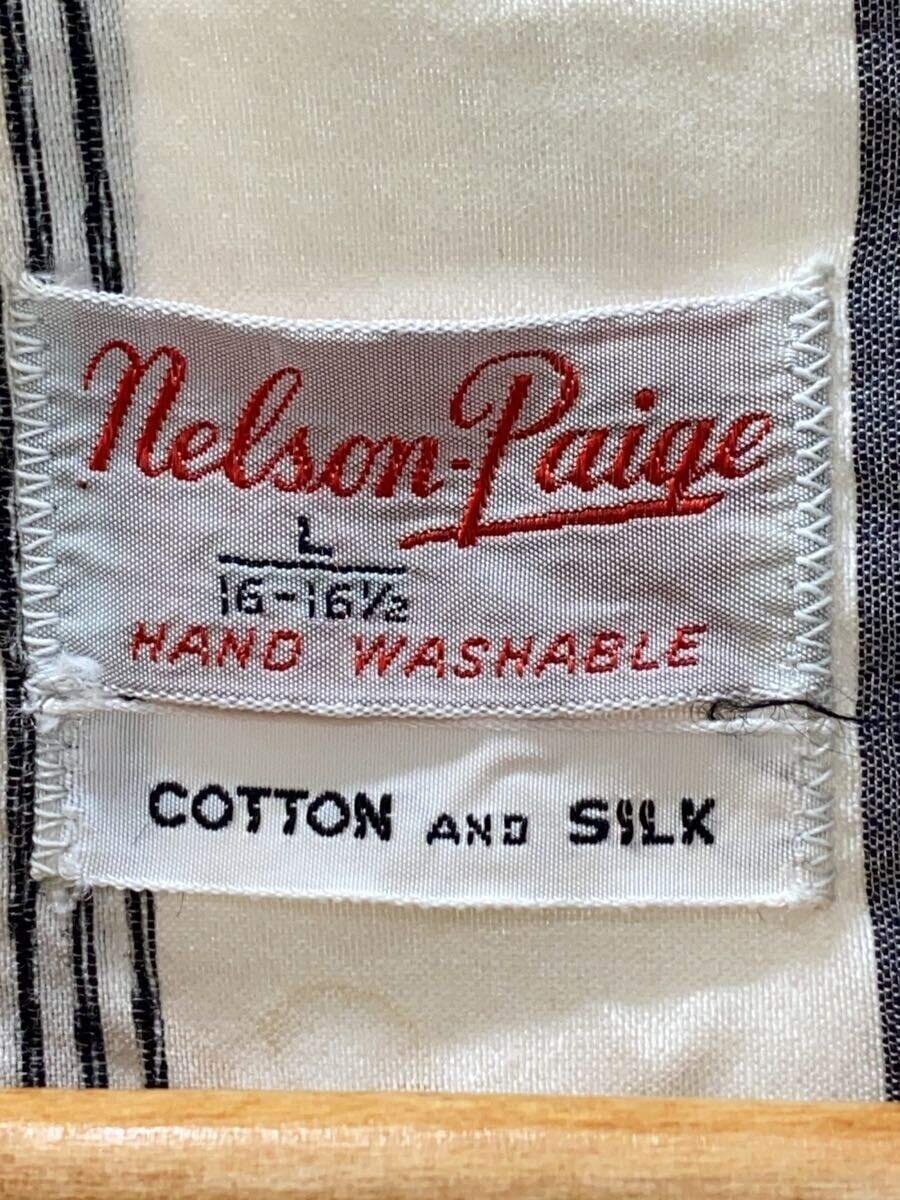 Nelson-Paige
L
16-16½
HAND WASHABLE
COTTON AND SILK